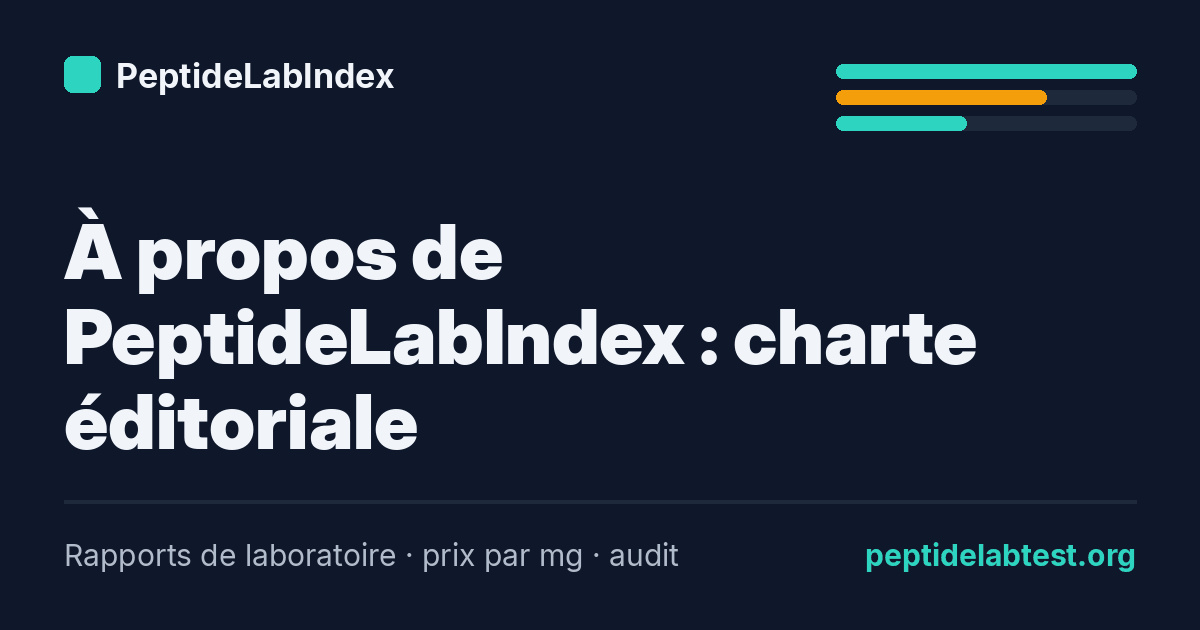 PeptideLabIndex
À propos de
PeptideLabIndex : charte
éditoriale
Rapports de laboratoire · prix par mg · audit
peptidelabtest.org